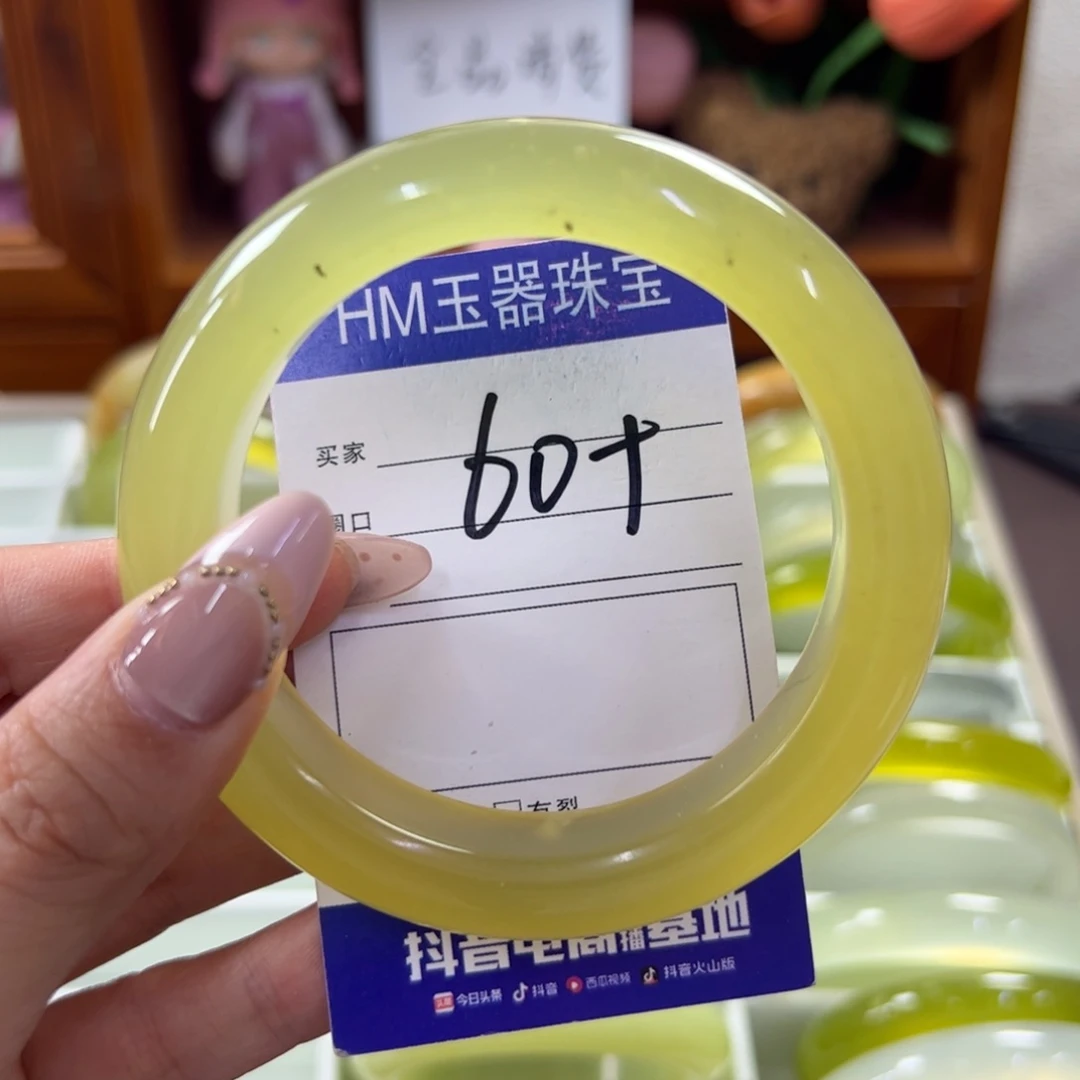 HM玉器珠宝
买家
60+
圈口
有裂
抖音电商直播基地
今日头条 抖音 西瓜视频 抖音火山版